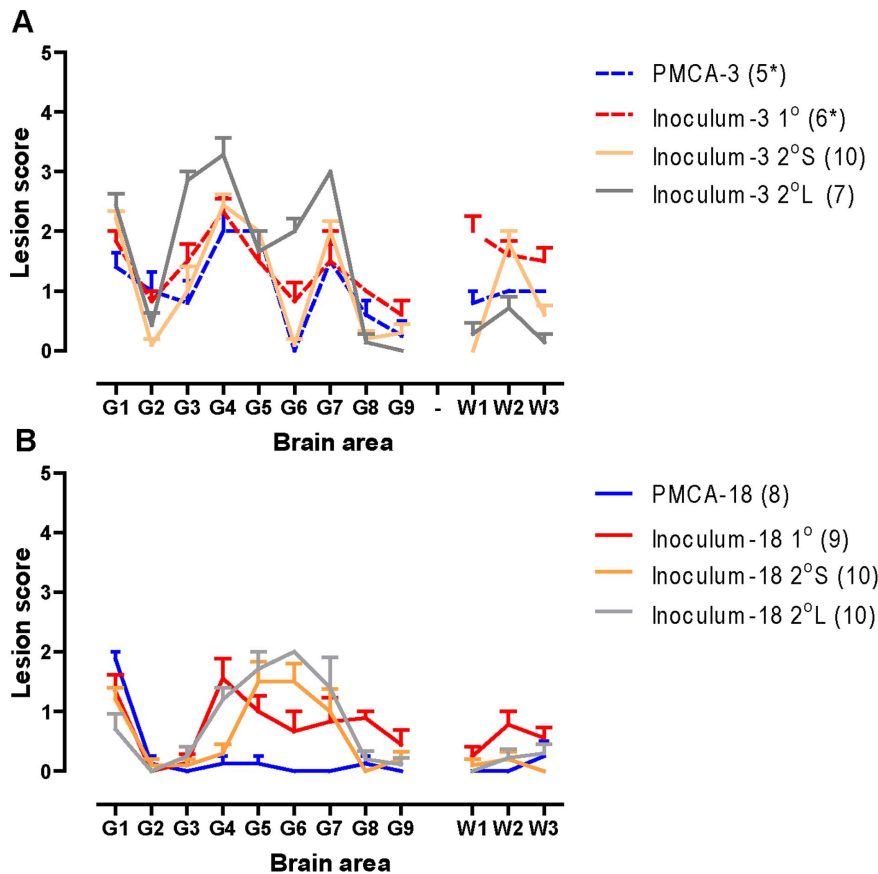 A
Lesion score
5
4
3
2
1
0
G1 G2 G3 G4 G5 G6 G7 G8 G9 - W1 W2 W3
Brain area
PMCA-3 (5*)
Inoculum-3 1° (6*)
Inoculum-3 2°S (10)
Inoculum-3 2°L (7)
B
Lesion score
5
4
3
2
1
0
G1 G2 G3 G4 G5 G6 G7 G8 G9 W1 W2 W3
Brain area
PMCA-18 (8)
Inoculum-18 1° (9)
Inoculum-18 2°S (10)
Inoculum-18 2°L (10)